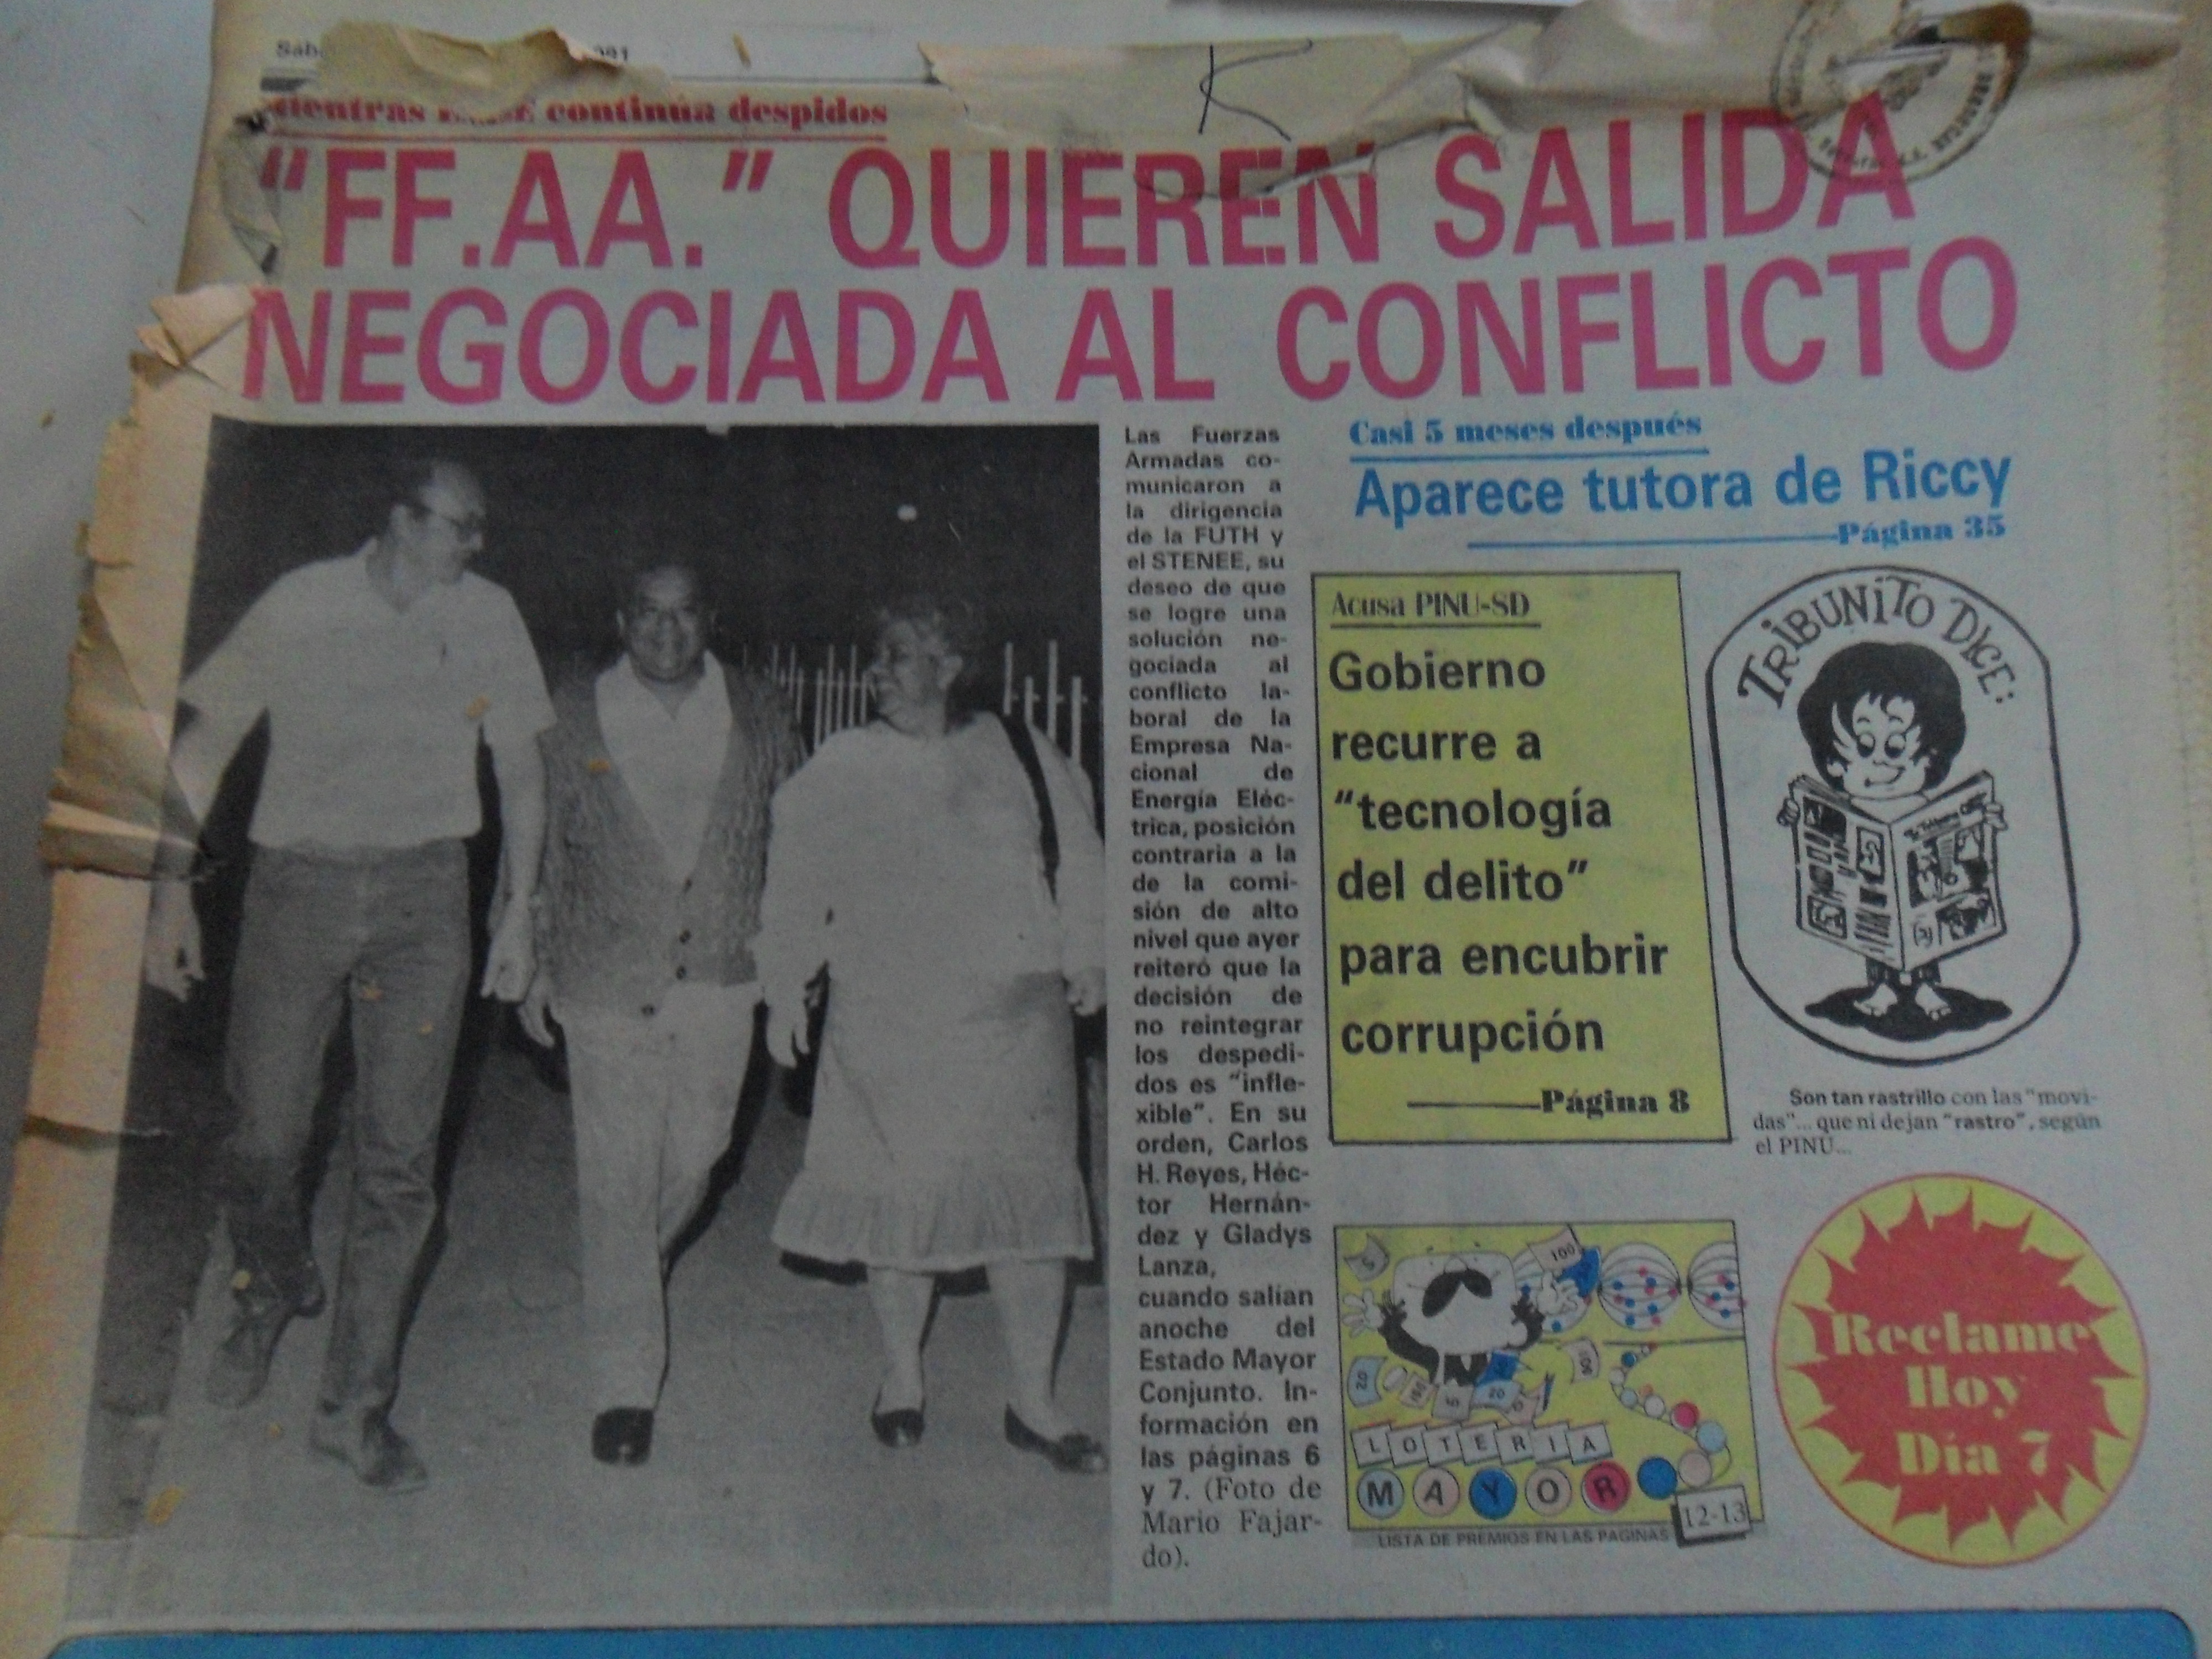 K
Mientras continúa despidos
"FF.AA." QUIEREN SALIDA
NEGOCIADA AL CONFLICTO
Las Fuerzas
Armadas co-
municaron a
la dirigencia
de la FUTH y
el STENEE, su
deseo de que
se logre una
solución ne-
gociada al
conflicto la-
boral de la
Empresa Na-
cional de
Energía Eléc-
trica, posición
contraria a la
de la comi-
sión de alto
nivel que ayer
reiteró que la
decisión de
no reintegrar
los despedi-
dos es "infle-
xible". En su
orden, Carlos
H. Reyes, Héc-
tor Hernán-
dez y Gladys
Lanza,
cuando salían
anoche del
Estado Mayor
Conjunto. In-
formación en
las páginas 6
y 7. (Foto de
Mario Fajar-
do).
Casi 5 meses después
Aparece tutora de Riccy
Página 35
Acusa PINU-SD
Gobierno
recurre a
"tecnología
del delito"
para encubrir
corrupción
Página 8
TRIBUNITO DICE:
Son tan rastrillo con las "movi-
das"... que ni dejan "rastro", según
el PINU...
LOTERIA
MAYOR
LISTA DE PREMIOS EN LAS PAGINAS
12-13
Reclame
Hoy
Día 7